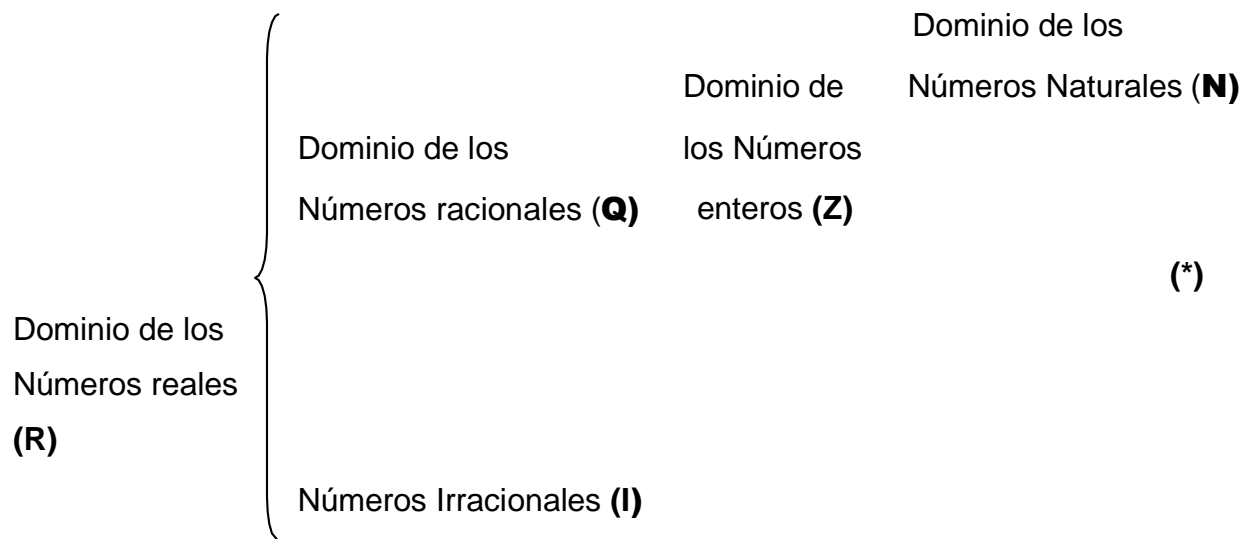 Dominio de los
Dominio de Números Naturales (N)
Dominio de los los Números
Números racionales (Q) enteros (Z)
(*)
Dominio de los
Números reales
(R)
Números Irracionales (I)